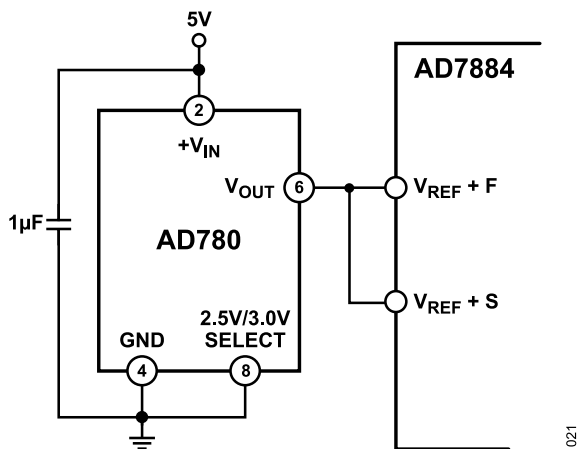 5V
AD7884
2
+VIN
VOUT
6
VREF + F
1µF
AD780
2.5V/3.0V
SELECT
VREF + S
GND
4
8
021